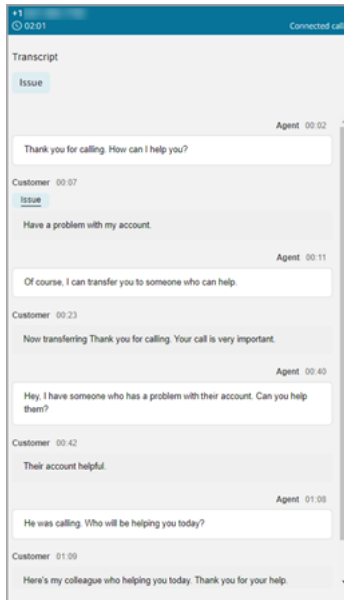 +1
02:01 Connected call
Transcript
Issue
Agent 00:02
Thank you for calling. How can I help you?
Customer 00:07
Issue
Have a problem with my account.
Agent 00:11
Of course, I can transfer you to someone who can help.
Customer 00:23
Now transferring Thank you for calling. Your call is very important.
Agent 00:40
Hey, I have someone who has a problem with their account. Can you help
them?
Customer 00:42
Their account helpful.
Agent 01:08
He was calling. Who will be helping you today?
Customer 01:09
Here's my colleague who helping you today. Thank you for your help.